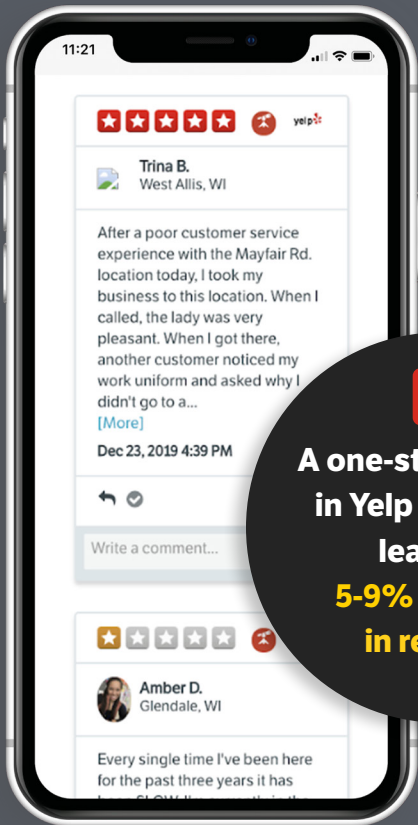 11:21
yelp
Trina B.
West Allis, WI
After a poor customer service
experience with the Mayfair Rd.
location today, I took my
business to this location. When I
called, the lady was very
pleasant. When I got there,
another customer noticed my
work uniform and asked why I
didn't go to a...
[More]
Dec 23, 2019 4:39 PM
Write a comment...
A one-st
in Yelp
lea
5-9%
in re
Amber D.
Glendale, WI
Every single time I've been here
for the past three years it has